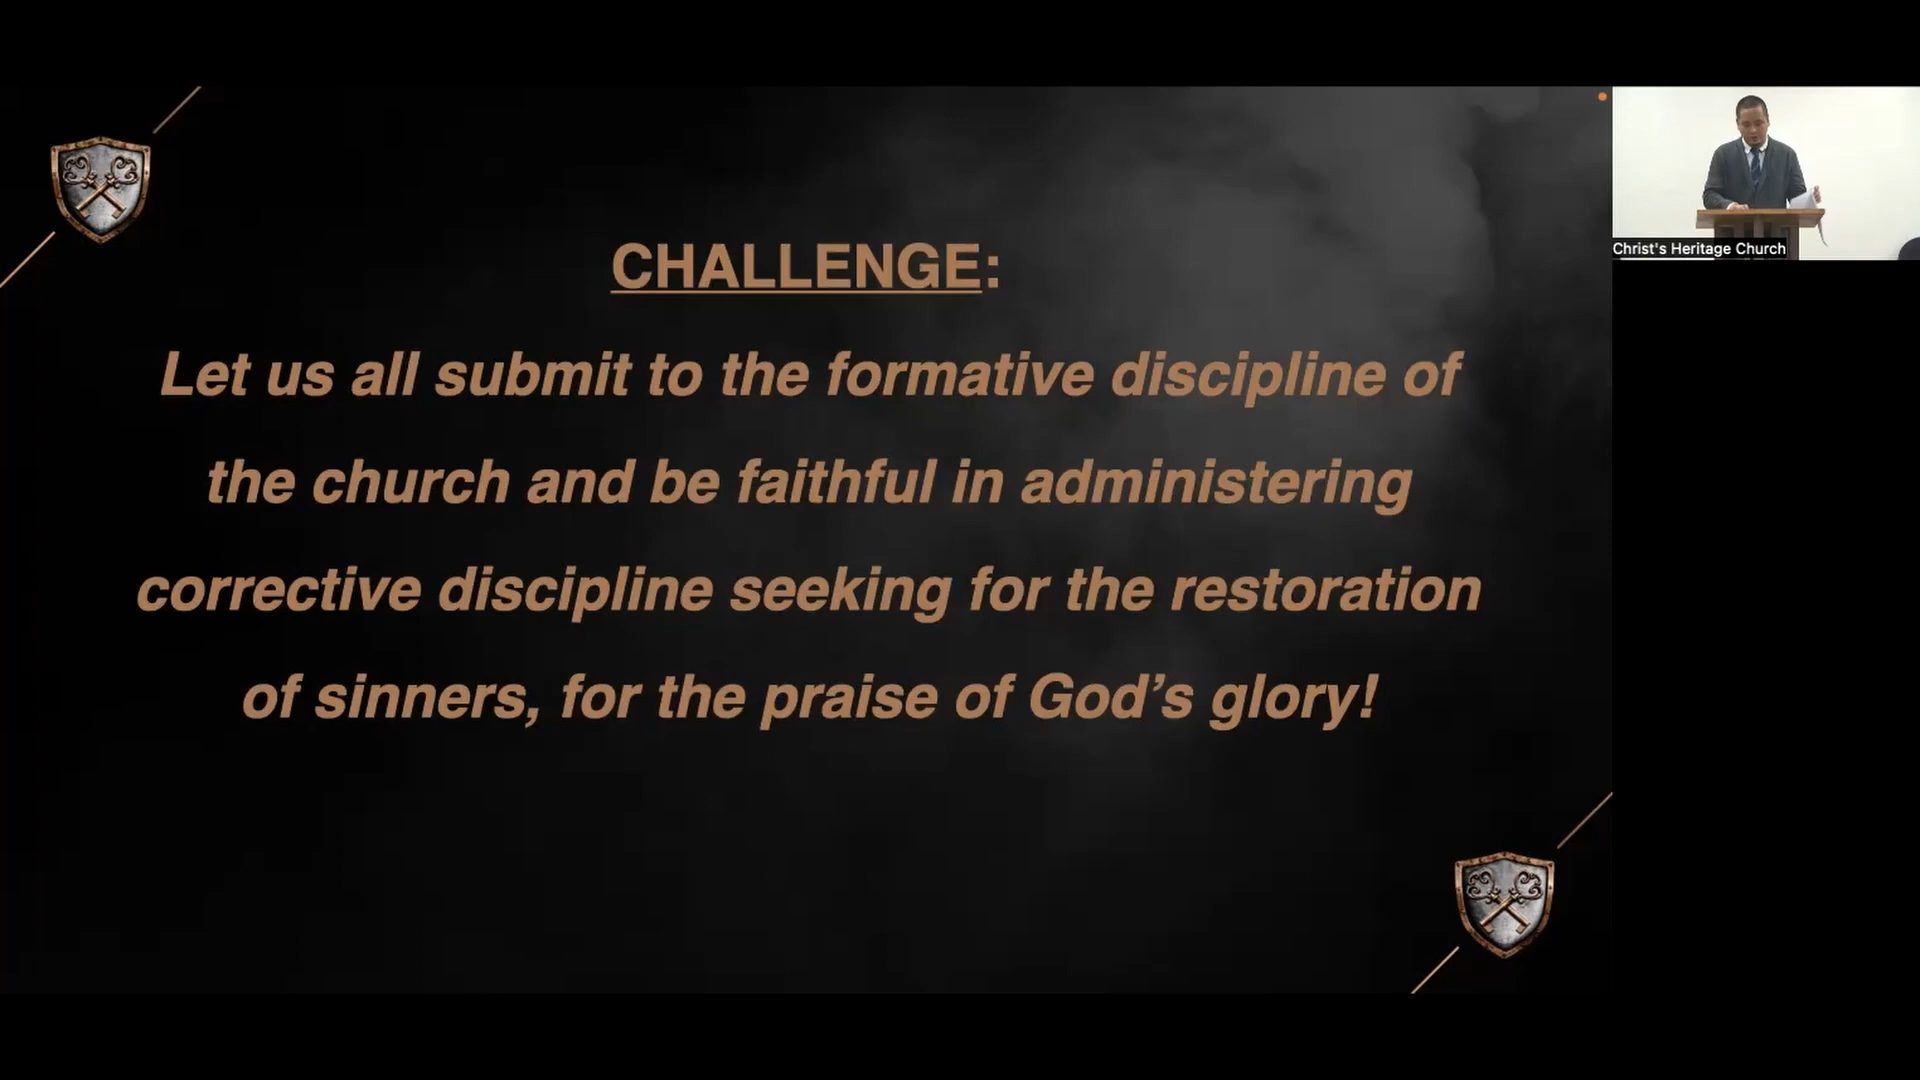 CHALLENGE:
Let us all submit to the formative discipline of
the church and be faithful in administering
corrective discipline seeking for the restoration
of sinners, for the praise of God’s glory!
Christ's Heritage Church